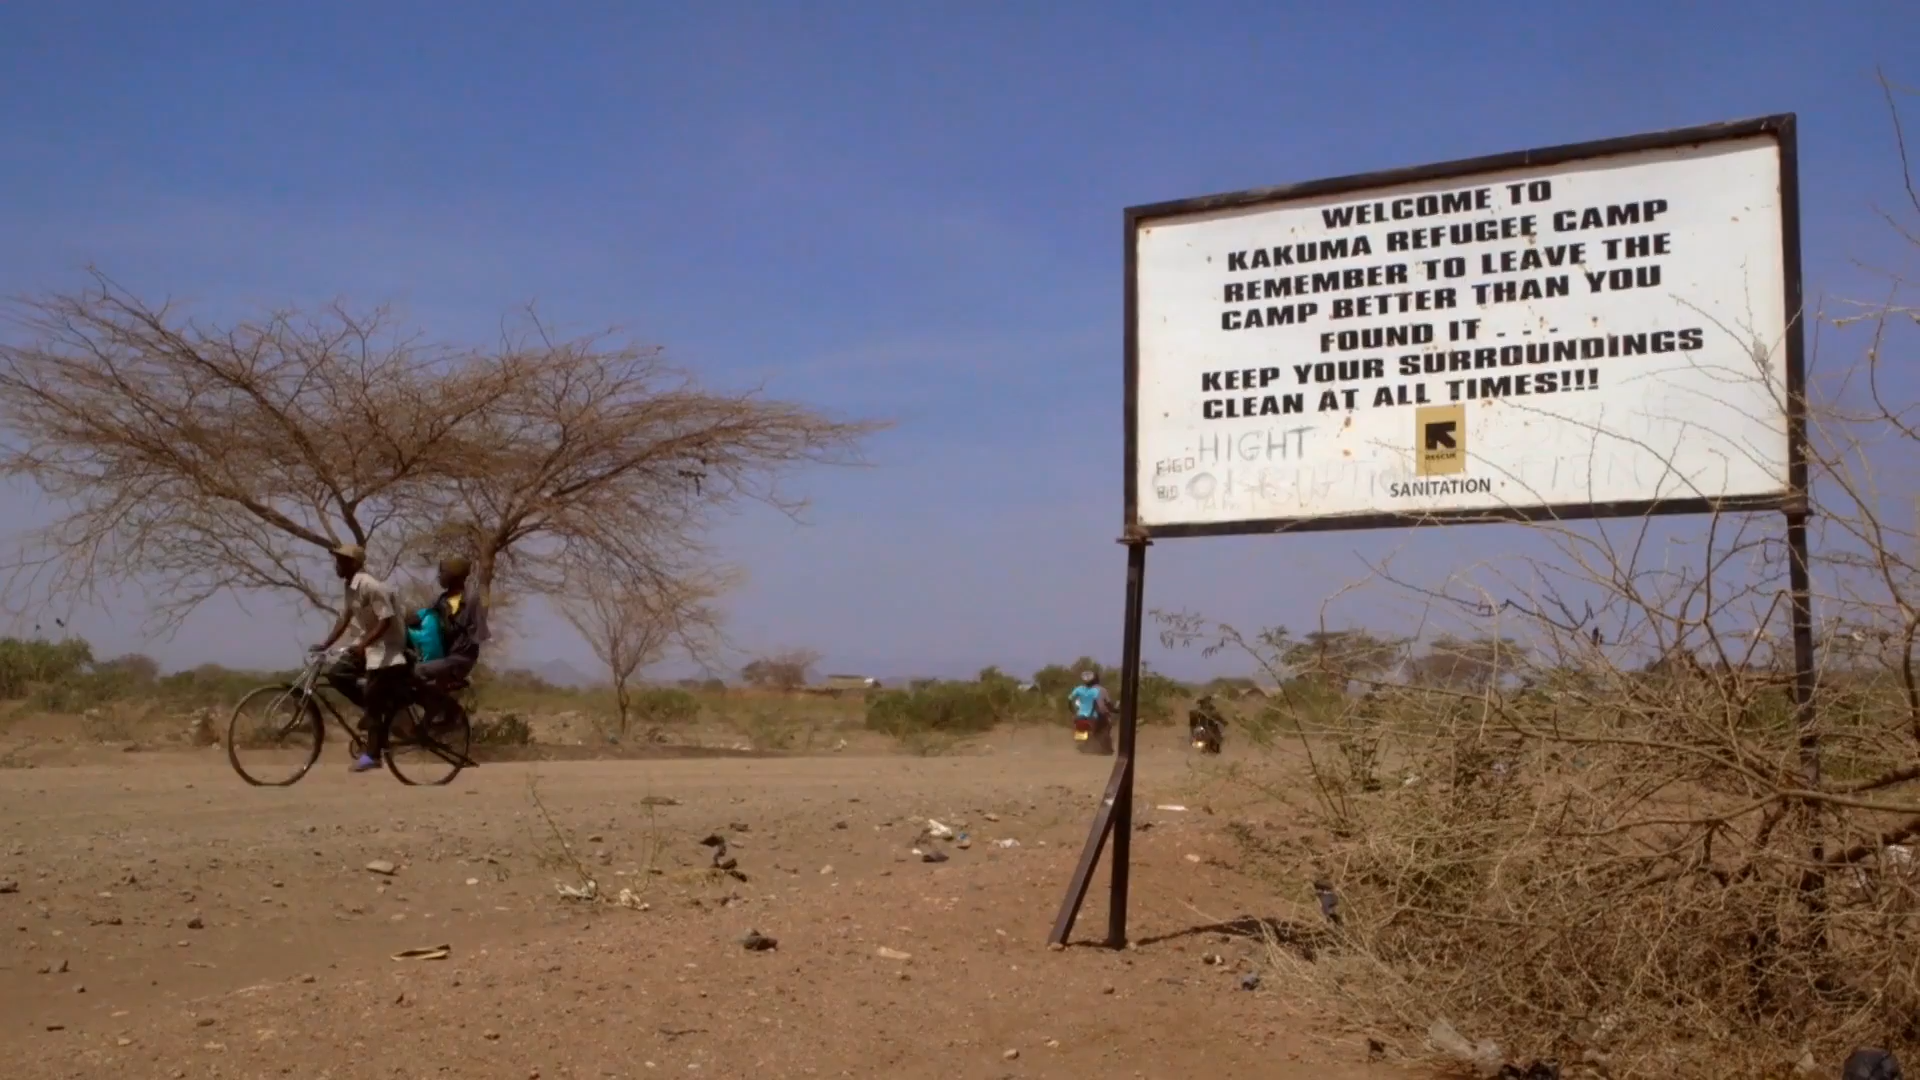 WELCOME TO
KAKUMA REFUGEE CAMP
REMEMBER TO LEAVE THE
CAMP BETTER THAN YOU
FOUND IT - - -
KEEP YOUR SURROUNDINGS
CLEAN AT ALL TIMES!!!
HIGHT
FIGO
RESCUE
SANITATION